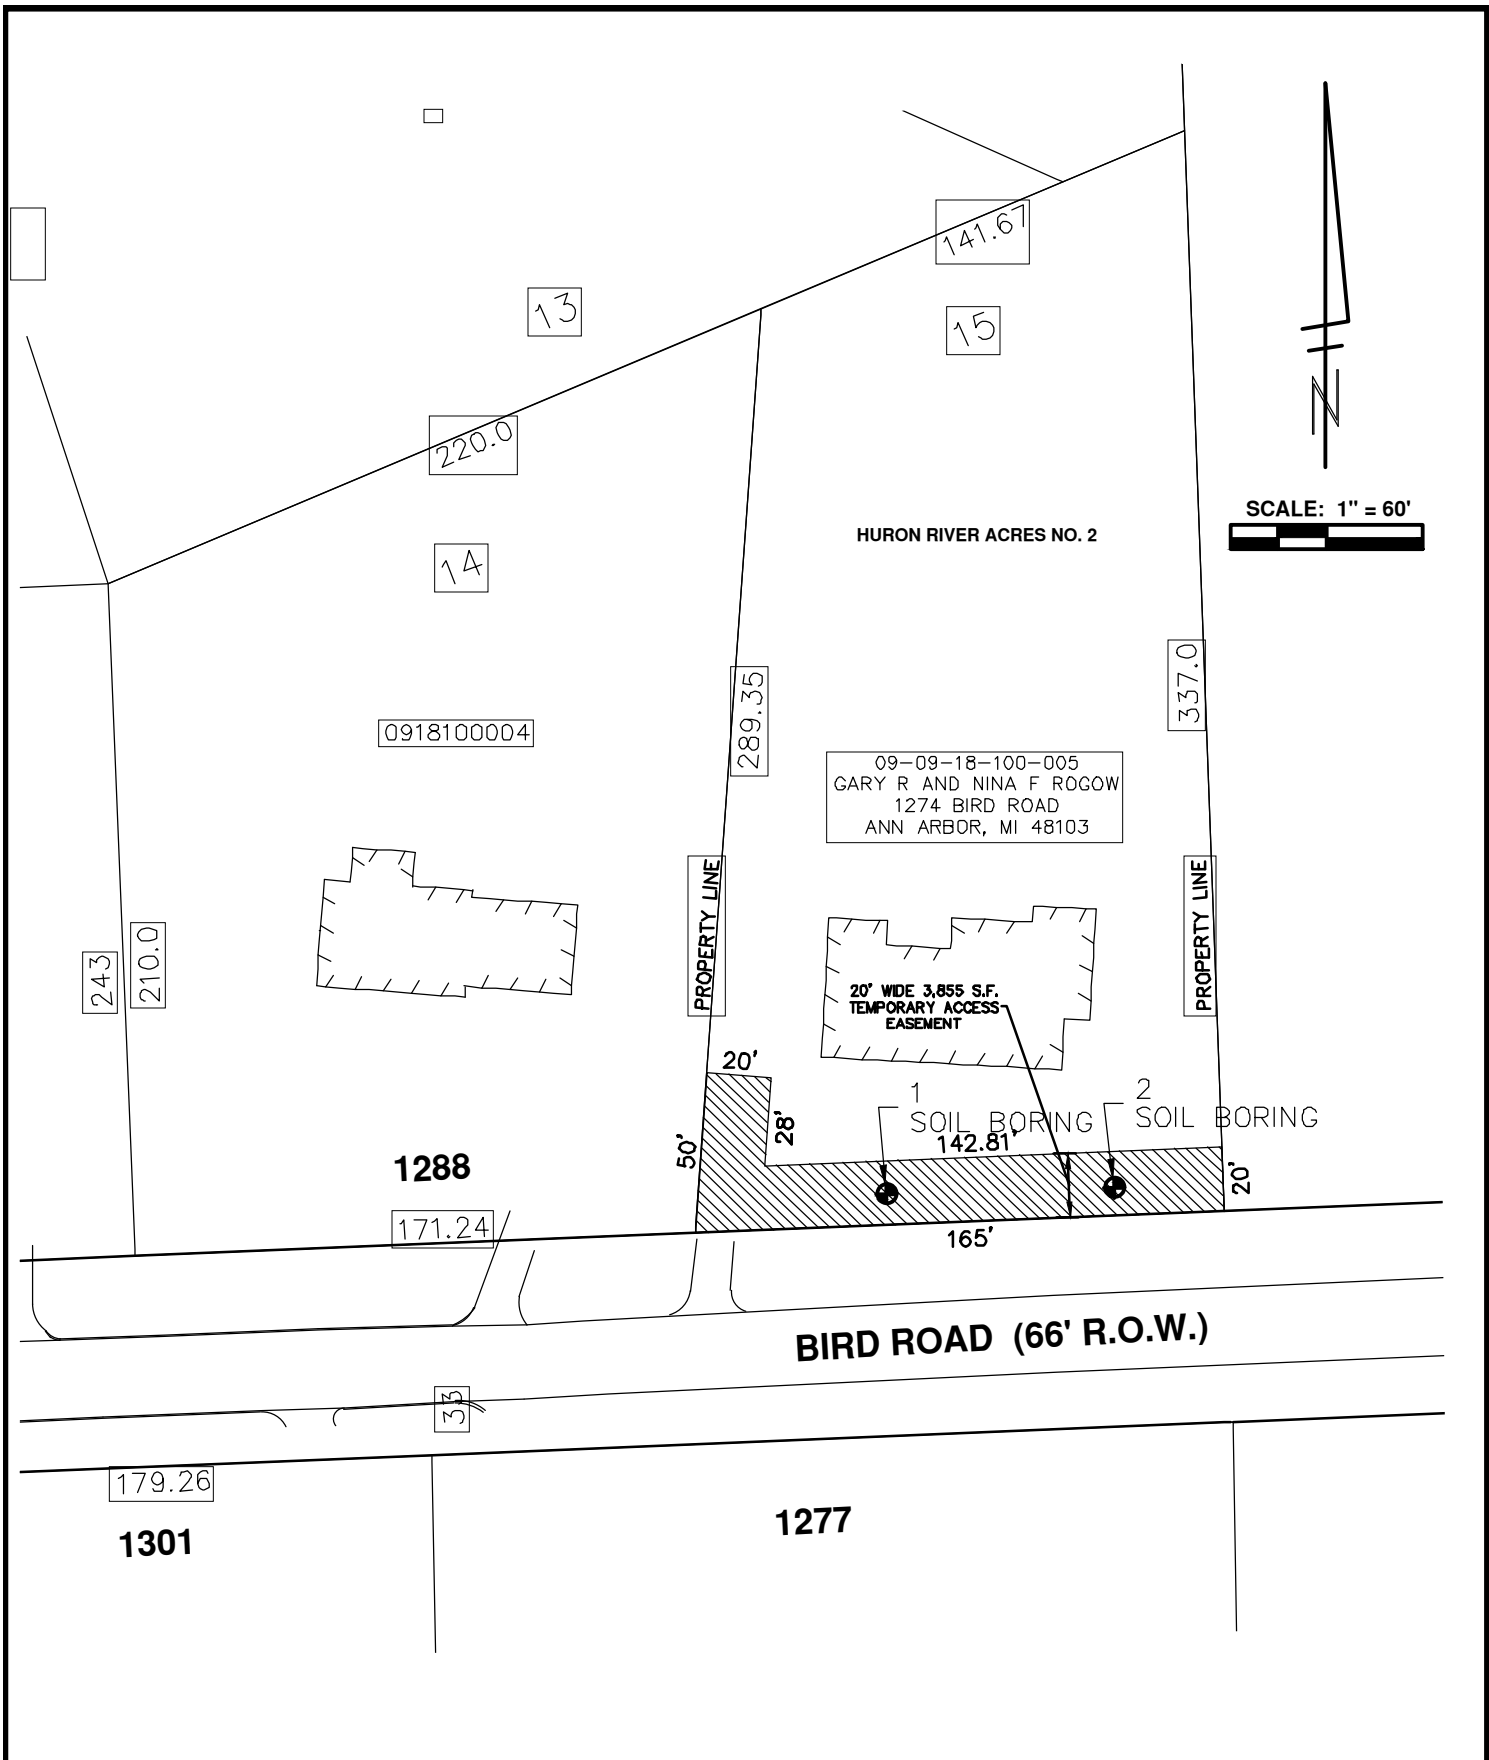 141.67
13
15
220.0
N
SCALE: 1" = 60'
HURON RIVER ACRES NO. 2
14
337.0
289.35
0918100004
09-09-18-100-005
GARY R AND NINA F ROGOW
1274 BIRD ROAD
ANN ARBOR, MI 48103
PROPERTY LINE
PROPERTY LINE
243
210.0
20' WIDE 3,855 S.F.
TEMPORARY ACCESS
EASEMENT
20'
1
SOIL BORING
2
SOIL BORING
28'
50'
142.81'
20'
1288
171.24
165'
BIRD ROAD (66' R.O.W.)
33
179.26
1301
1277